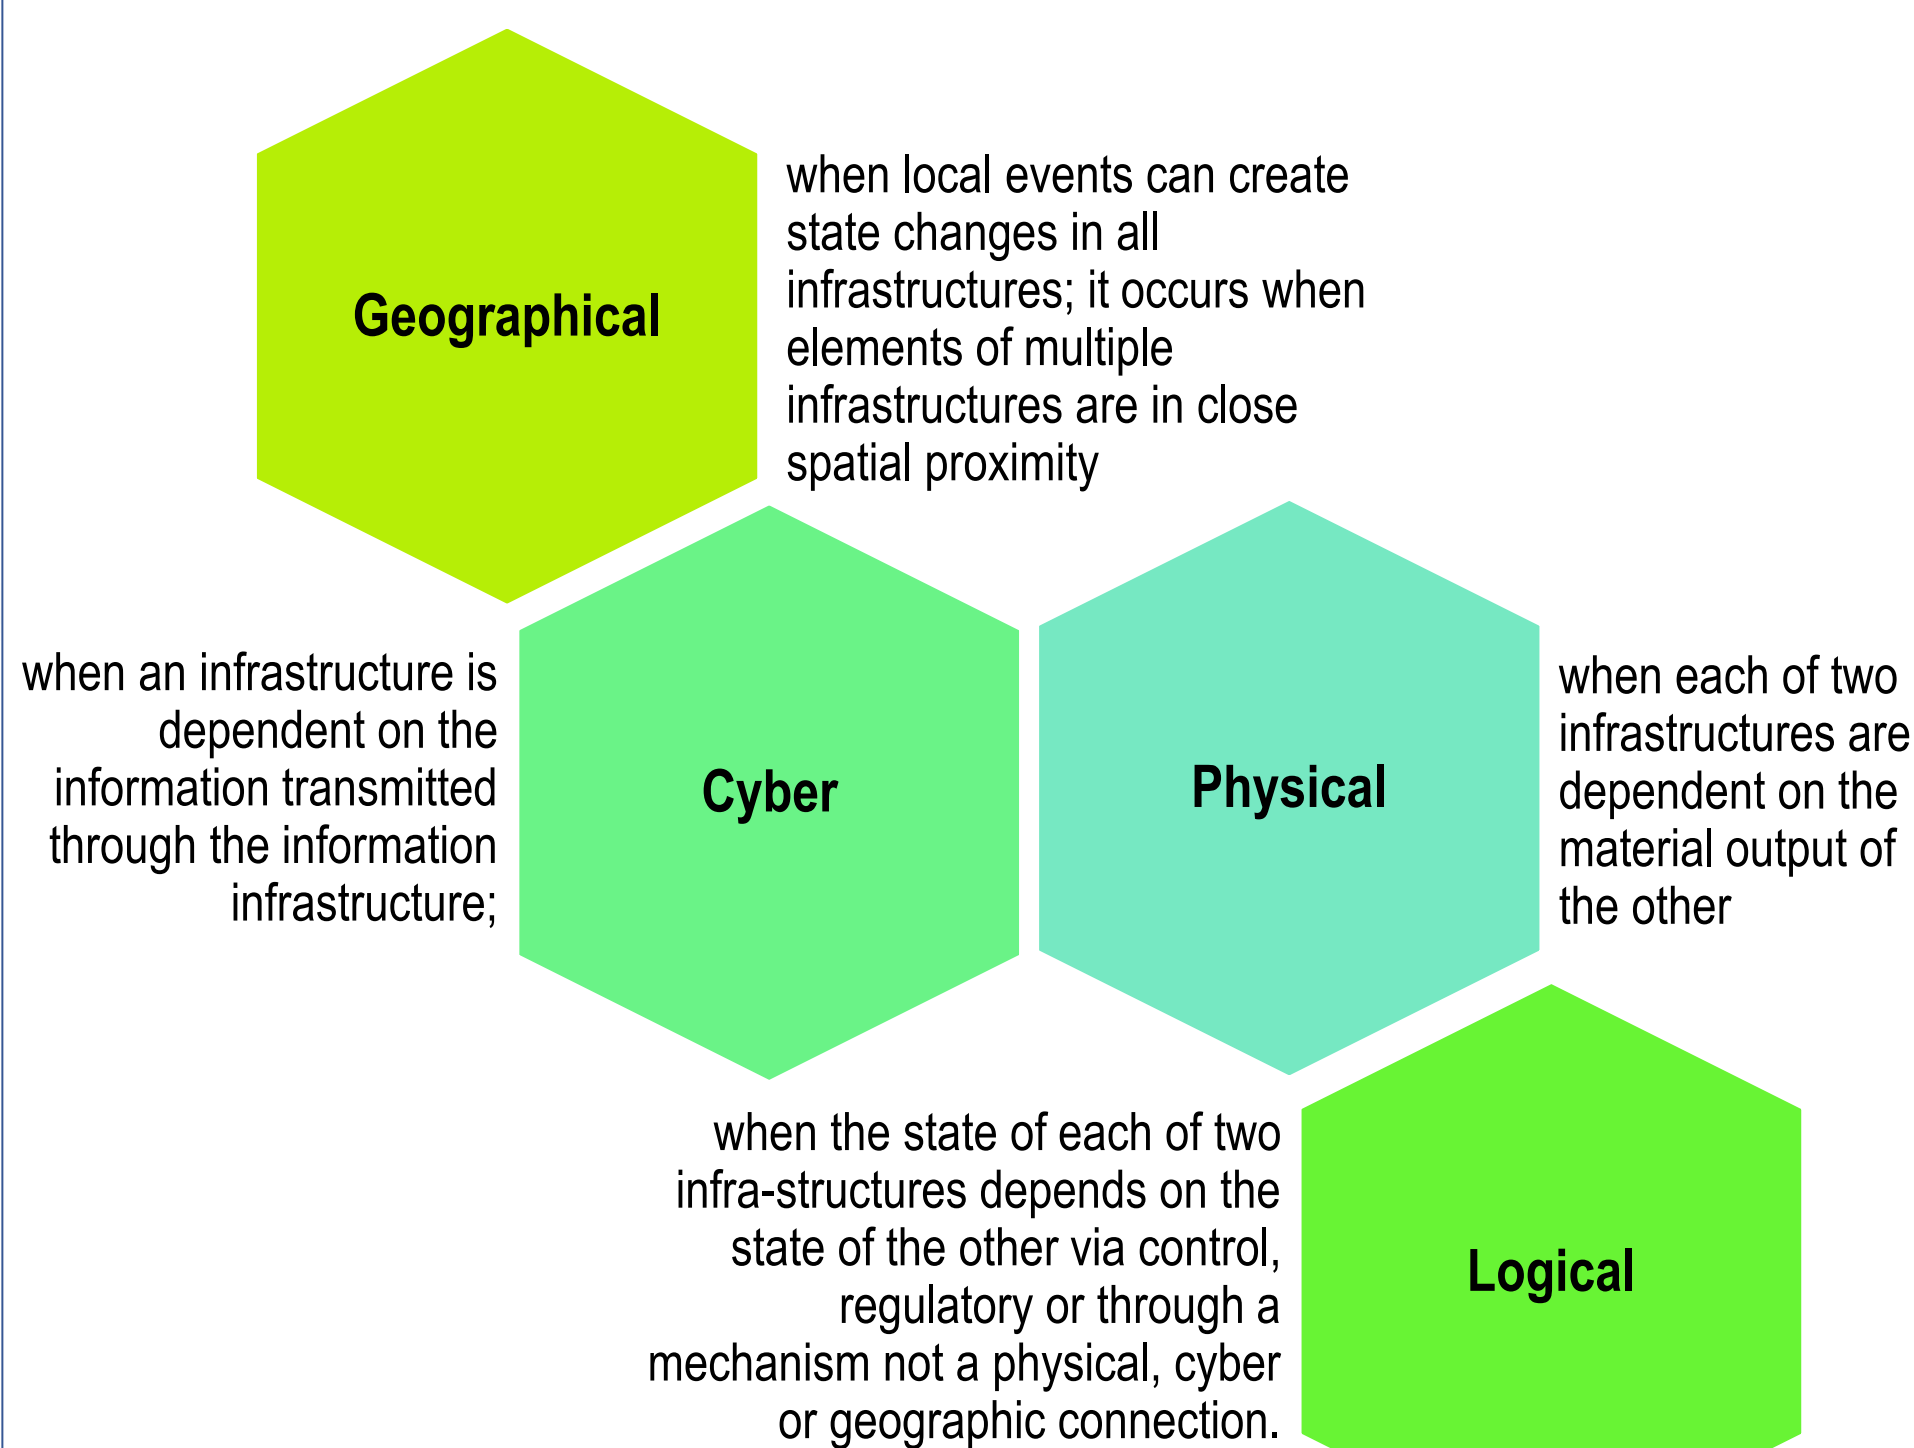 Geographical
when local events can create
state changes in all
infrastructures; it occurs when
elements of multiple
infrastructures are in close
spatial proximity
when an infrastructure is
dependent on the
information transmitted
through the information
infrastructure;
Cyber
Physical
when each of two
infrastructures are
dependent on the
material output of
the other
when the state of each of two
infra-structures depends on the
state of the other via control,
regulatory or through a
mechanism not a physical, cyber
or geographic connection.
Logical